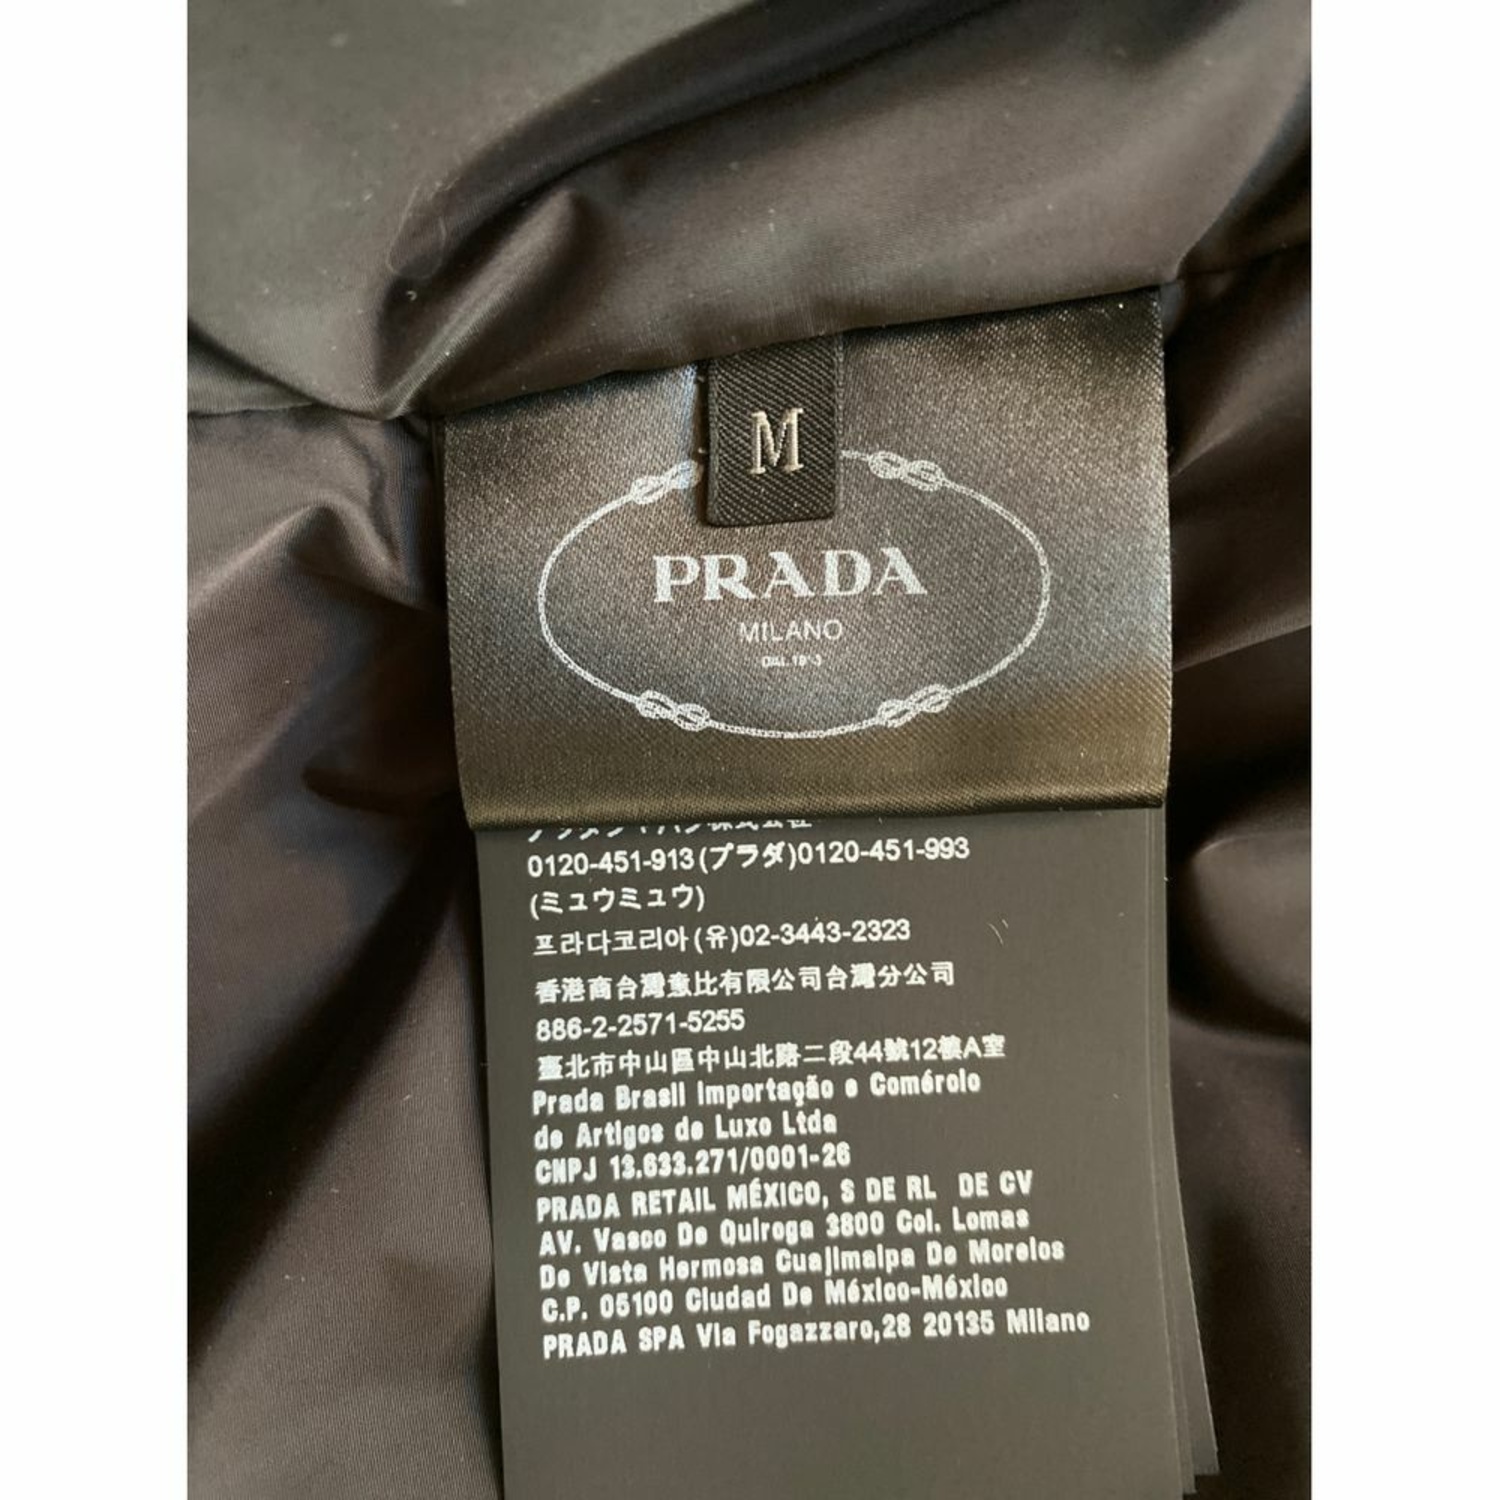 M
PRADA
MILANO
0120-451-913(プラダ)0120-451-993
(ミュウミュウ)
프라다코리아(유)02-3443-2323
香港商台灣意比有限公司台灣分公司
886-2-2571-5255
臺北市中山區中山北路二段44號12樓A室
Prada Brasil Importação e Comércio
de Artigos de Luxo Ltda
CNPJ 13.633.271/0001-26
PRADA RETAIL MÉXICO, S DE RL DE CV
AV. Vasco De Quiroga 3800 Col. Lomas
De Vista Hermosa Cuajimalpa De Morelos
C.P. 05100 Ciudad De México-México
PRADA SPA Via Fogazzaro,28 20135 Milano